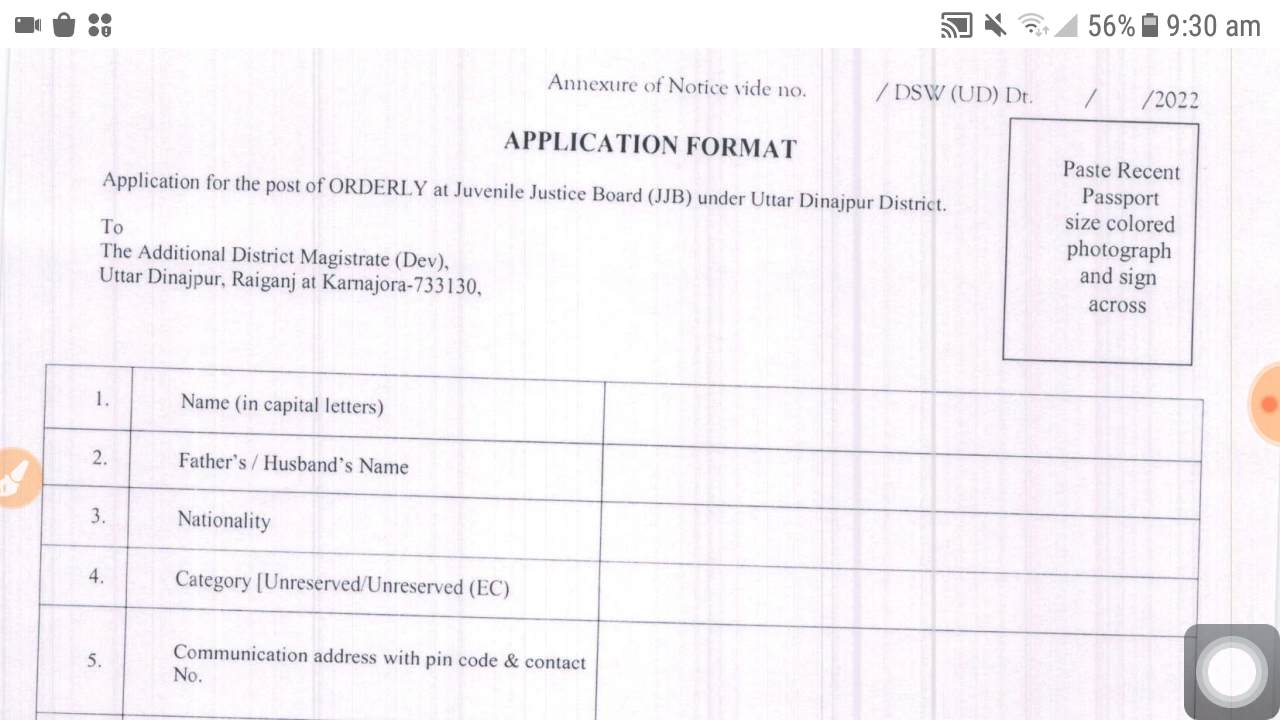 56% 9:30 am
Annexure of Notice vide no. / DSW (UD) Dt. / /2022
APPLICATION FORMAT
Application for the post of ORDERLY at Juvenile Justice Board (JJB) under Uttar Dinajpur District.
Paste Recent
Passport
size colored
photograph
and sign
across
To
The Additional District Magistrate (Dev),
Uttar Dinajpur, Raiganj at Karnajora-733130,
1. Name (in capital letters)
2. Father's / Husband's Name
3. Nationality
4. Category [Unreserved/Unreserved (EC)
5. Communication address with pin code & contact
No.